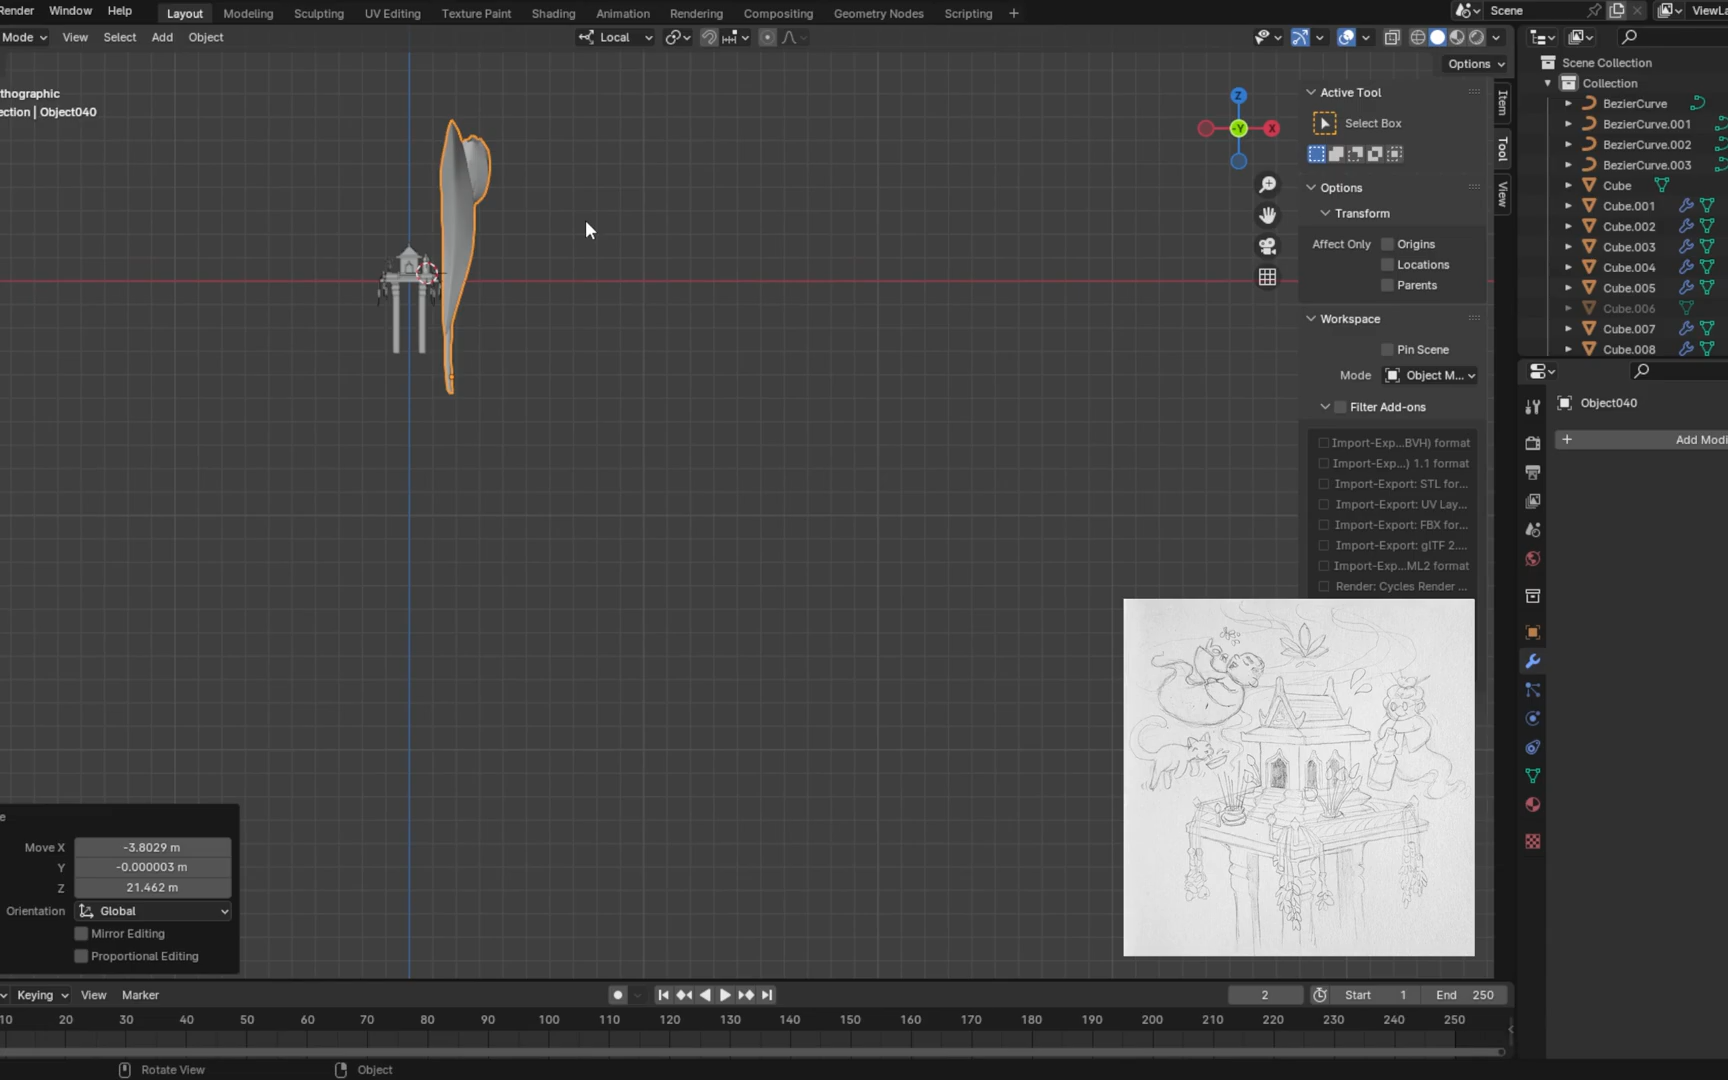 Render Window Help Layout Modeling Sculpting UV Editing Texture Paint Shading Animation Rendering Compositing Geometry Nodes Scripting + Scene ViewLa
Mode View Select Add Object Local
Options
thographic
ection | Object040
Z
-Y X
Active Tool
Select Box
Options
Transform
Affect Only Origins
Locations
Parents
Workspace
Pin Scene
Mode Object M...
Filter Add-ons
Import-Exp...BVH) format
Import-Exp...) 1.1 format
Import-Export: STL for...
Import-Export: UV Lay...
Import-Export: FBX for...
Import-Export: glTF 2....
Import-Exp...ML2 format
Render: Cycles Render ...
Item
Tool
View
Scene Collection
Collection
BezierCurve
BezierCurve.001
BezierCurve.002
BezierCurve.003
Cube
Cube.001
Cube.002
Cube.003
Cube.004
Cube.005
Cube.006
Cube.007
Cube.008
Object040
+ Add Modi
e
Move X -3.8029 m
Y -0.000003 m
Z 21.462 m
Orientation Global
Mirror Editing
Proportional Editing
Keying View Marker 2 Start 1 End 250
10 20 30 40 50 60 70 80 90 100 110 120 130 140 150 160 170 180 190 200 210 220 230 240 250
Rotate View Object